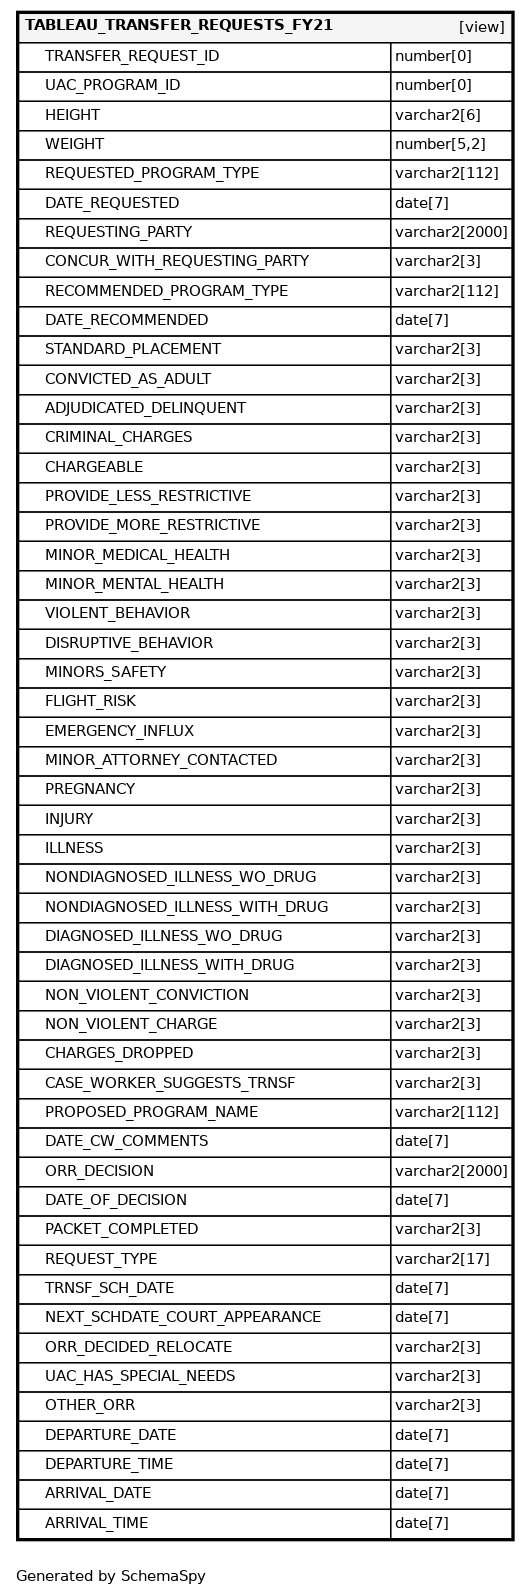 TABLEAU_TRANSFER_REQUESTS_FY21 [view]
TRANSFER_REQUEST_ID number[0]
UAC_PROGRAM_ID number[0]
HEIGHT varchar2[6]
WEIGHT number[5,2]
REQUESTED_PROGRAM_TYPE varchar2[112]
DATE_REQUESTED date[7]
REQUESTING_PARTY varchar2[2000]
CONCUR_WITH_REQUESTING_PARTY varchar2[3]
RECOMMENDED_PROGRAM_TYPE varchar2[112]
DATE_RECOMMENDED date[7]
STANDARD_PLACEMENT varchar2[3]
CONVICTED_AS_ADULT varchar2[3]
ADJUDICATED_DELINQUENT varchar2[3]
CRIMINAL_CHARGES varchar2[3]
CHARGEABLE varchar2[3]
PROVIDE_LESS_RESTRICTIVE varchar2[3]
PROVIDE_MORE_RESTRICTIVE varchar2[3]
MINOR_MEDICAL_HEALTH varchar2[3]
MINOR_MENTAL_HEALTH varchar2[3]
VIOLENT_BEHAVIOR varchar2[3]
DISRUPTIVE_BEHAVIOR varchar2[3]
MINORS_SAFETY varchar2[3]
FLIGHT_RISK varchar2[3]
EMERGENCY_INFLUX varchar2[3]
MINOR_ATTORNEY_CONTACTED varchar2[3]
PREGNANCY varchar2[3]
INJURY varchar2[3]
ILLNESS varchar2[3]
NONDIAGNOSED_ILLNESS_WO_DRUG varchar2[3]
NONDIAGNOSED_ILLNESS_WITH_DRUG varchar2[3]
DIAGNOSED_ILLNESS_WO_DRUG varchar2[3]
DIAGNOSED_ILLNESS_WITH_DRUG varchar2[3]
NON_VIOLENT_CONVICTION varchar2[3]
NON_VIOLENT_CHARGE varchar2[3]
CHARGES_DROPPED varchar2[3]
CASE_WORKER_SUGGESTS_TRNSF varchar2[3]
PROPOSED_PROGRAM_NAME varchar2[112]
DATE_CW_COMMENTS date[7]
ORR_DECISION varchar2[2000]
DATE_OF_DECISION date[7]
PACKET_COMPLETED varchar2[3]
REQUEST_TYPE varchar2[17]
TRNSF_SCH_DATE date[7]
NEXT_SCHDATE_COURT_APPEARANCE date[7]
ORR_DECIDED_RELOCATE varchar2[3]
UAC_HAS_SPECIAL_NEEDS varchar2[3]
OTHER_ORR varchar2[3]
DEPARTURE_DATE date[7]
DEPARTURE_TIME date[7]
ARRIVAL_DATE date[7]
ARRIVAL_TIME date[7]
Generated by SchemaSpy